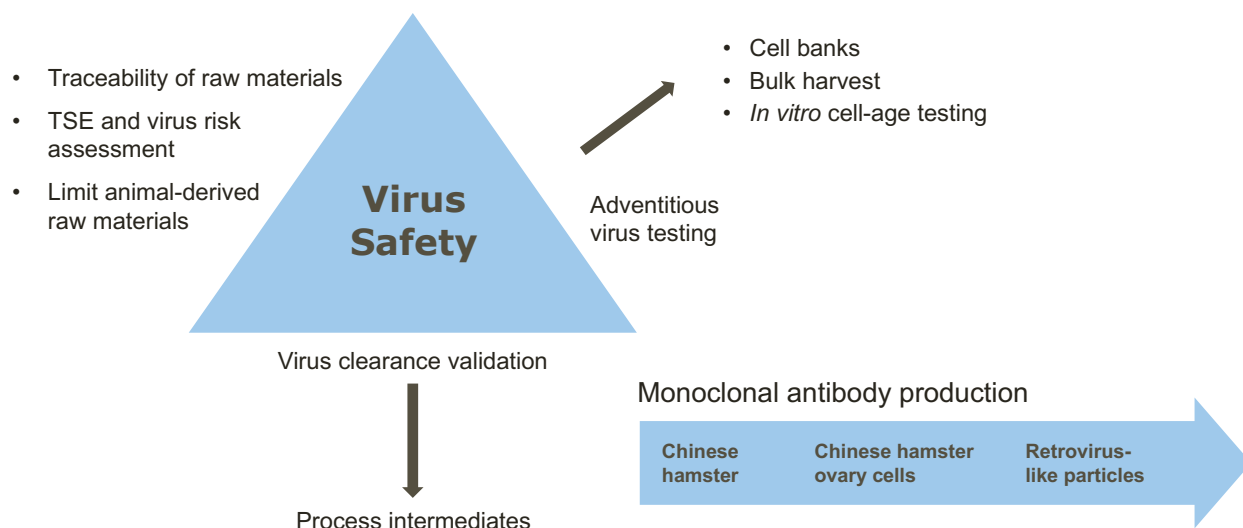 • Traceability of raw materials
• TSE and virus risk
assessment
• Limit animal-derived
raw materials
Virus
Safety
• Cell banks
• Bulk harvest
• In vitro cell-age testing
Adventitious
virus testing
Virus clearance validation
Process intermediates
Monoclonal antibody production
Chinese
hamster
Chinese hamster
ovary cells
Retrovirus-
like particles